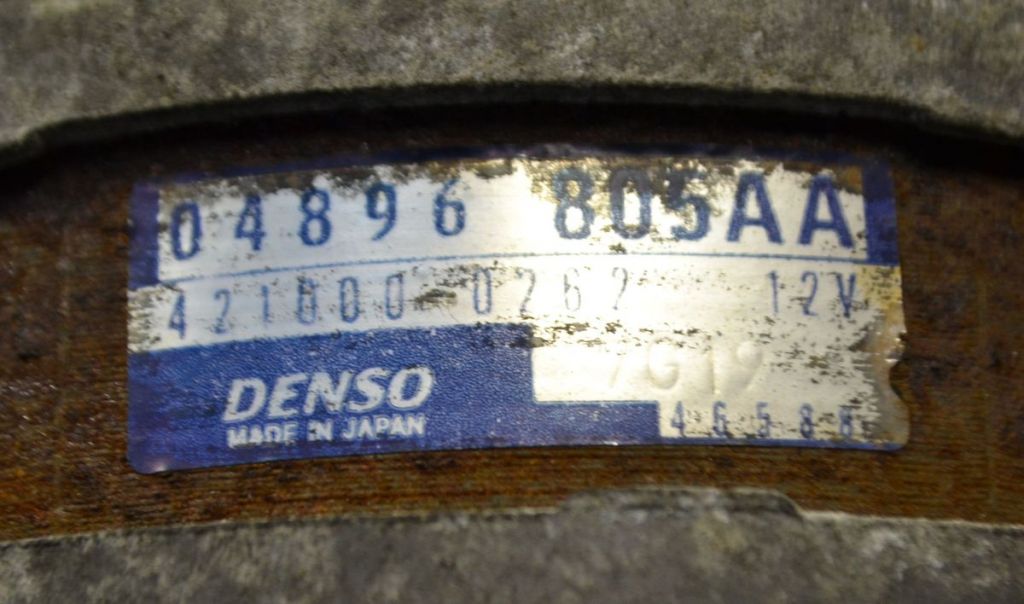 04896 805AA
421000-0262 12V
7G19
DENSO
46588
MADE IN JAPAN